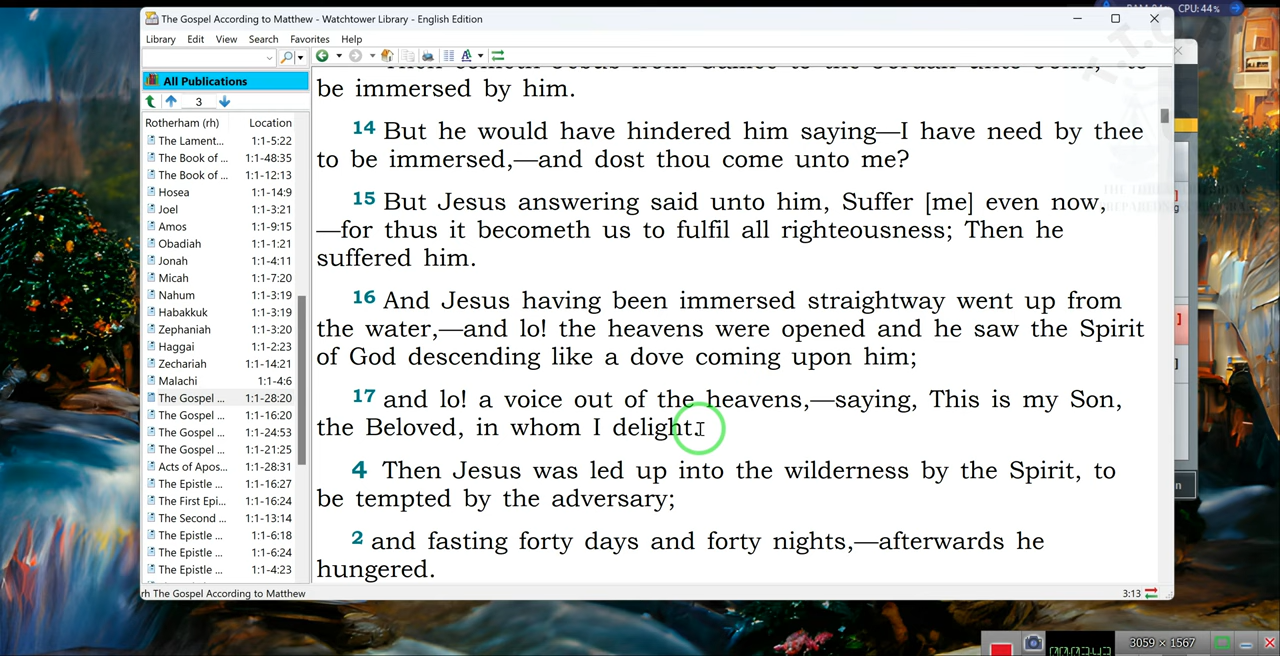 CPU: 44%
The Gospel According to Matthew - Watchtower Library - English Edition
Library Edit View Search Favorites Help
All Publications
3
Rotherham (rh) Location
The Lament... 1:1-5:22
The Book of ... 1:1-48:35
The Book of ... 1:1-12:13
Hosea 1:1-14:9
Joel 1:1-3:21
Amos 1:1-9:15
Obadiah 1:1-1:21
Jonah 1:1-4:11
Micah 1:1-7:20
Nahum 1:1-3:19
Habakkuk 1:1-3:19
Zephaniah 1:1-3:20
Haggai 1:1-2:23
Zechariah 1:1-14:21
Malachi 1:1-4:6
The Gospel ... 1:1-28:20
The Gospel ... 1:1-16:20
The Gospel ... 1:1-24:53
The Gospel ... 1:1-21:25
Acts of Apos... 1:1-28:31
The Epistle ... 1:1-16:27
The First Epi... 1:1-16:24
The Second ... 1:1-13:14
The Epistle ... 1:1-6:18
The Epistle ... 1:1-6:24
The Epistle ... 1:1-4:23
be immersed by him.
14 But he would have hindered him saying—I have need by thee
to be immersed,—and dost thou come unto me?
15 But Jesus answering said unto him, Suffer [me] even now,
—for thus it becometh us to fulfil all righteousness; Then he
suffered him.
16 And Jesus having been immersed straightway went up from
the water,—and lo! the heavens were opened and he saw the Spirit
of God descending like a dove coming upon him;
17 and lo! a voice out of the heavens,—saying, This is my Son,
the Beloved, in whom I delight.
4 Then Jesus was led up into the wilderness by the Spirit, to
be tempted by the adversary;
2 and fasting forty days and forty nights,—afterwards he
hungered.
rh The Gospel According to Matthew
3:13
3059 × 1567